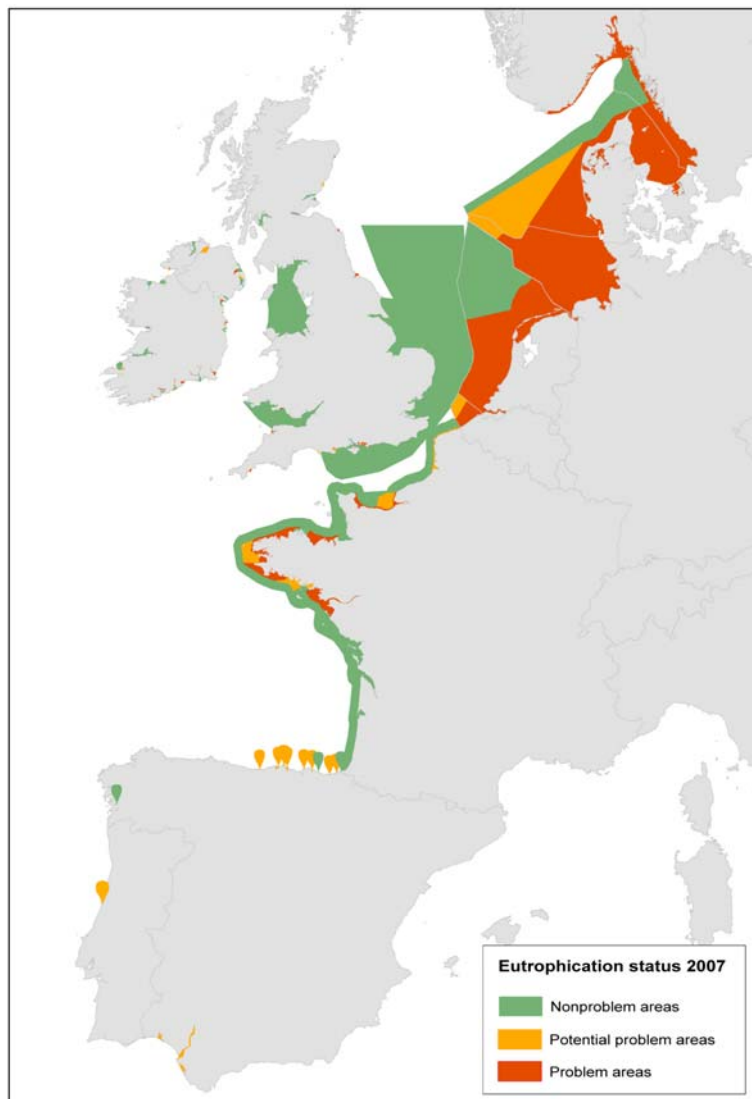 Eutrophication status 2007
Nonproblem areas
Potential problem areas
Problem areas